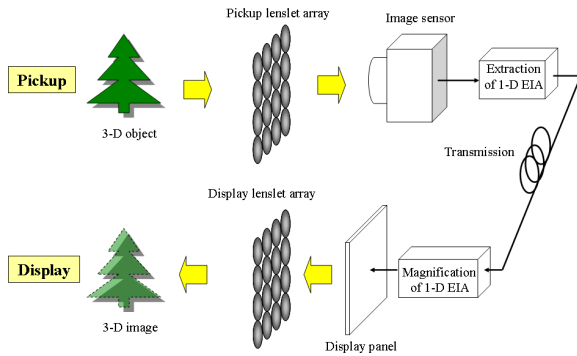 Pickup lenslet array
Image sensor
Pickup
Extraction
of 1-D EIA
3-D object
Transmission
Display lenslet array
Display
Magnification
of 1-D EIA
3-D image
Display panel